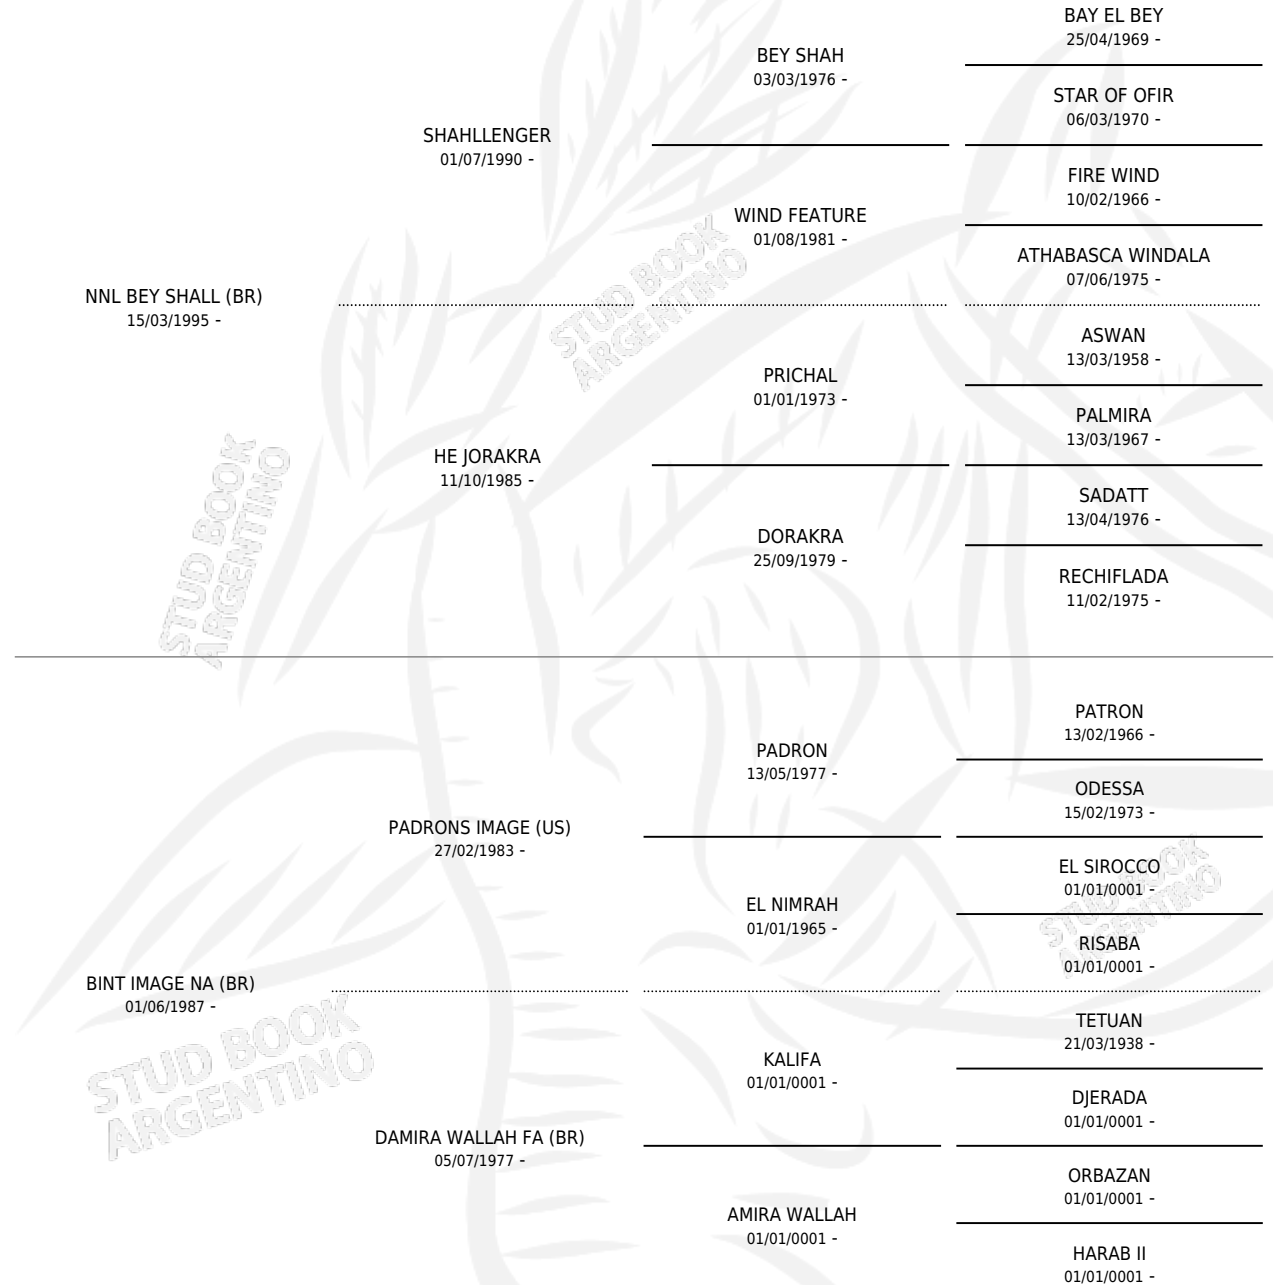 BAY EL BEY
25/04/1969 -
BEY SHAH
03/03/1976 -
STAR OF OFIR
06/03/1970 -
SHAHLLENGER
01/07/1990 -
FIRE WIND
10/02/1966 -
WIND FEATURE
01/08/1981 -
ATHABASCA WINDALA
07/06/1975 -
NNL BEY SHALL (BR)
15/03/1995 -
STUD BOOK
ARGENTINO
ASWAN
13/03/1958 -
PRICHAL
01/01/1973 -
PALMIRA
13/03/1967 -
HE JORAKRA
11/10/1985 -
SADATT
13/04/1976 -
DORAKRA
25/09/1979 -
RECHIFLADA
11/02/1975 -
STUD BOOK
ARGENTINO
PATRON
13/02/1966 -
PADRON
13/05/1977 -
ODESSA
15/02/1973 -
PADRONS IMAGE (US)
27/02/1983 -
EL SIROCCO
01/01/0001 -
EL NIMRAH
01/01/1965 -
RISABA
01/01/0001 -
STUD BOOK
ARGENTINO
BINT IMAGE NA (BR)
01/06/1987 -
TETUAN
21/03/1938 -
KALIFA
01/01/0001 -
DJERADA
01/01/0001 -
STUD BOOK
ARGENTINO
DAMIRA WALLAH FA (BR)
05/07/1977 -
ORBAZAN
01/01/0001 -
AMIRA WALLAH
01/01/0001 -
HARAB II
01/01/0001 -